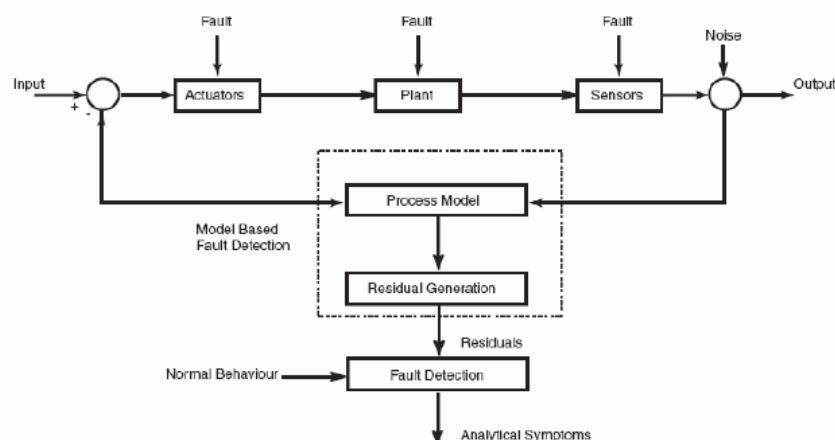 Fault Fault Fault
Noise
Input Output
Actuators Plant Sensors
+
-
Process Model
Model Based
Fault Detection
Residual Generation
Residuals
Normal Behaviour
Fault Detection
Analytical Symptoms